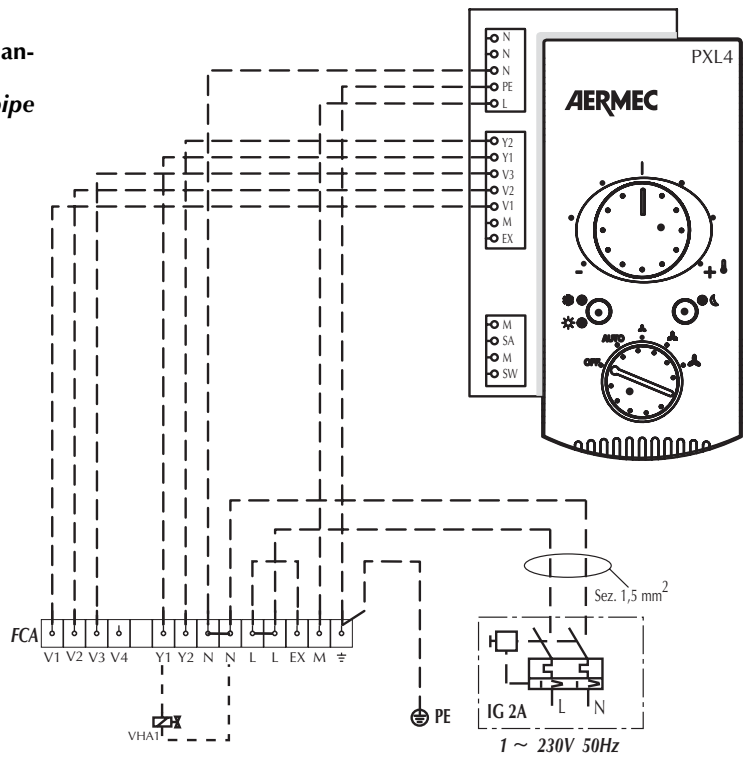 an-
pipe
PXL4
AERMEC
N
N
N
PE
L
Y2
Y1
V3
V2
V1
M
EX
- +
AUTO
OFF
M
SA
M
SW
Sez. 1,5 mm2
FCA
V1 V2 V3 V4 Y1 Y2 N N L L EX M
VHA1
PE
IG 2A
L N
1 ~ 230V 50Hz